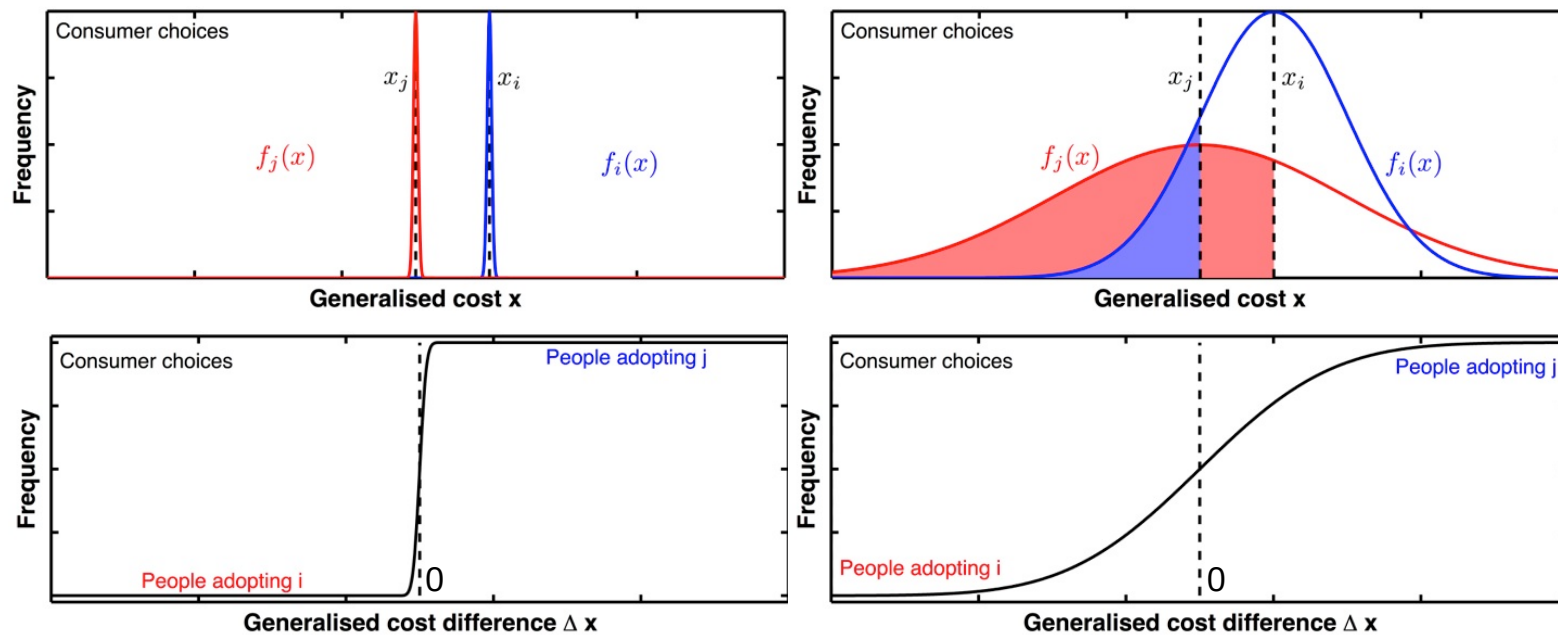 Consumer choices
x_j
x_i
f_j(x)
f_i(x)
Frequency
Generalised cost x
Consumer choices
x_j
x_i
f_j(x)
f_i(x)
Frequency
Generalised cost x
Consumer choices
People adopting j
People adopting i
0
Frequency
Generalised cost difference Δ x
Consumer choices
People adopting j
People adopting i
0
Frequency
Generalised cost difference Δ x